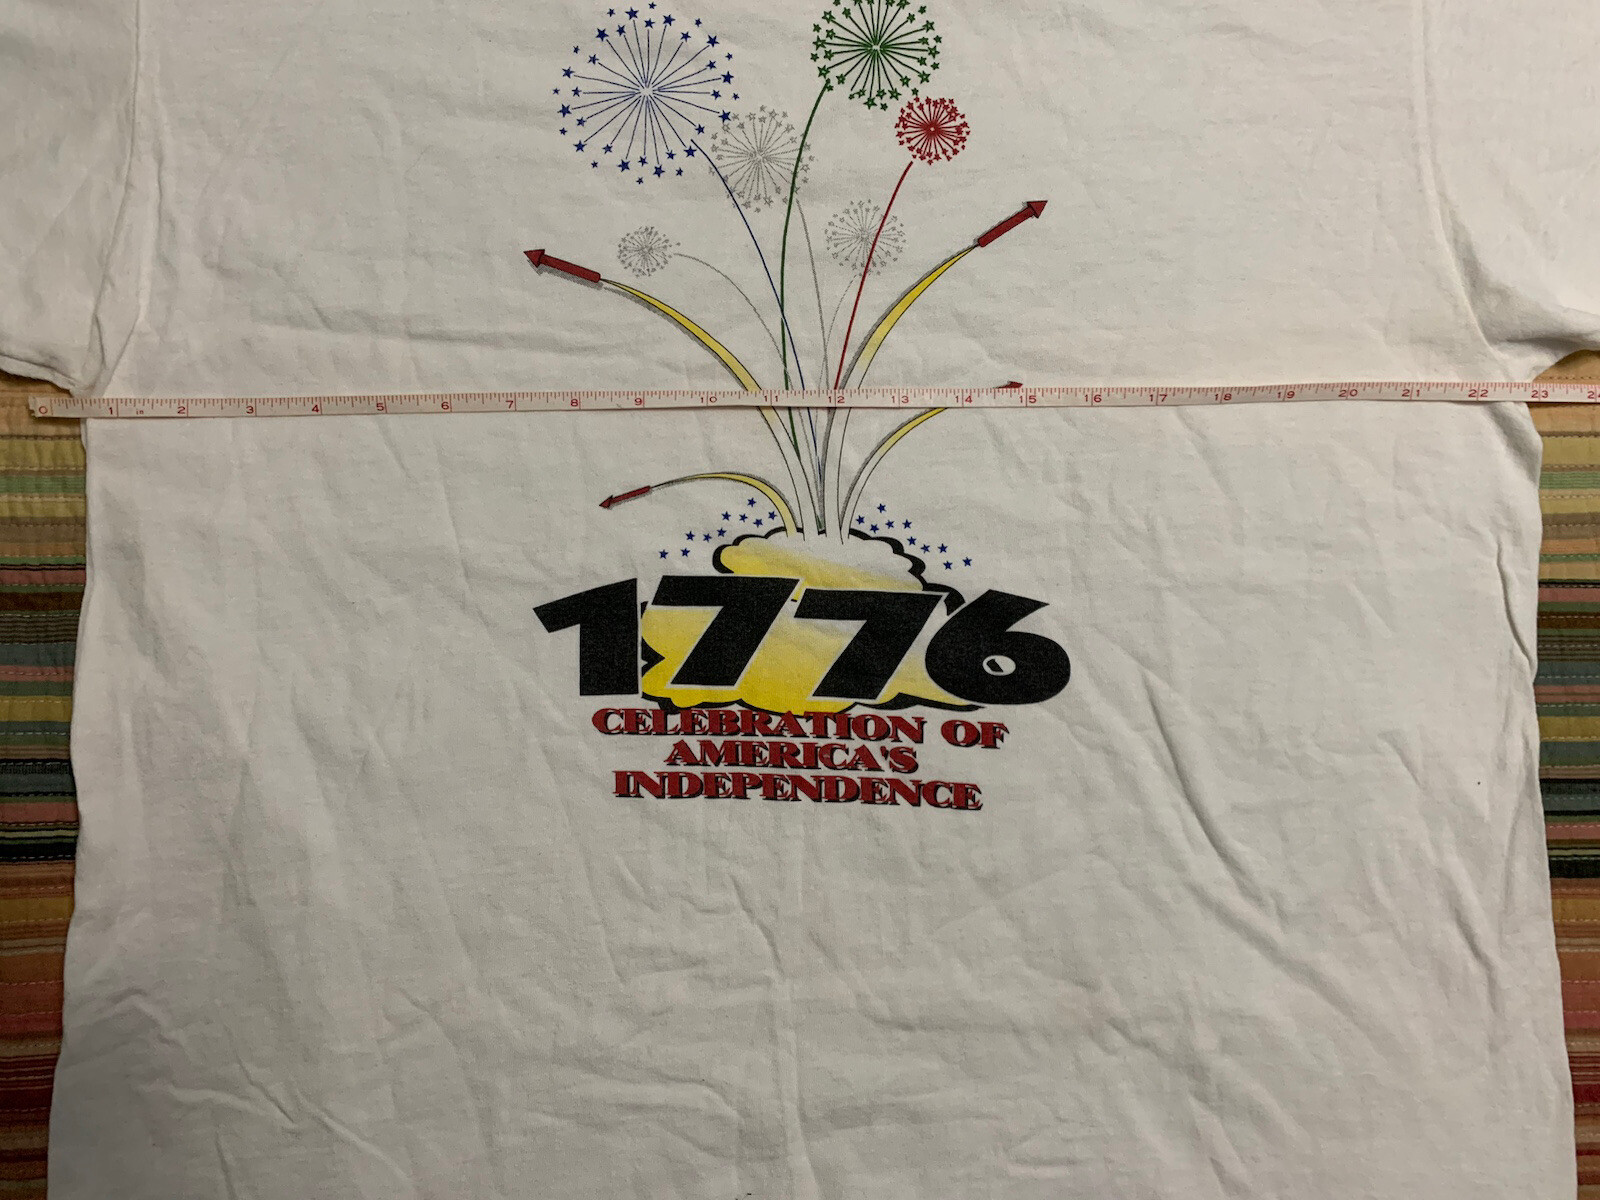 0 1 in 2 3 4 5 6 7 8 9 10 11 12 13 14 15 16 17 18 19 20 21 22 23
1776
CELEBRATION OF
AMERICA'S
INDEPENDENCE